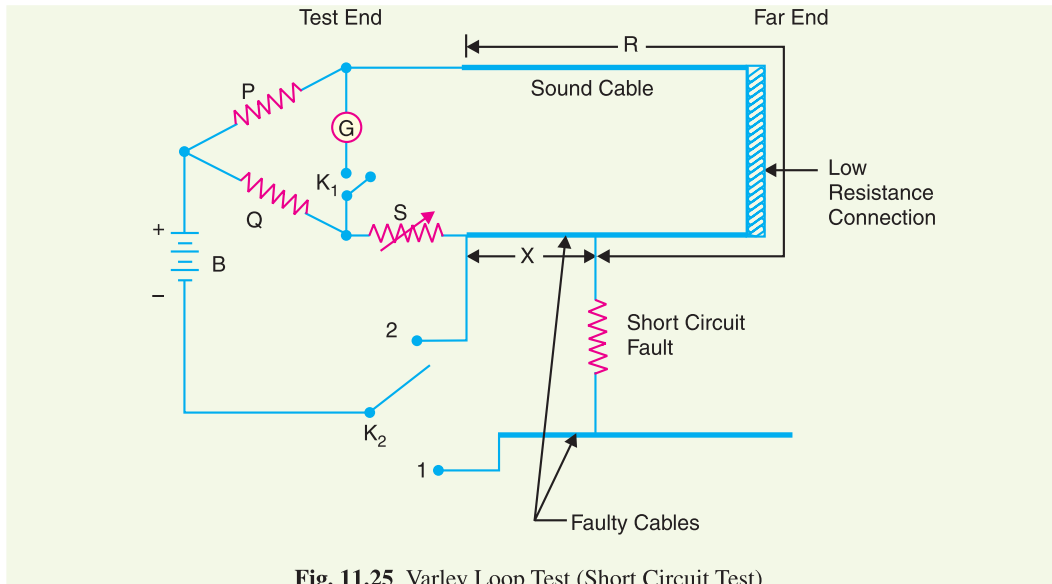 Test End
Far End
R
Sound Cable
P
G
K1
Low
Resistance
Connection
S
Q
+
B
–
X
2
Short Circuit
Fault
K2
1
Faulty Cables
Fig. 11.25 Varley Loop Test (Short Circuit Test)